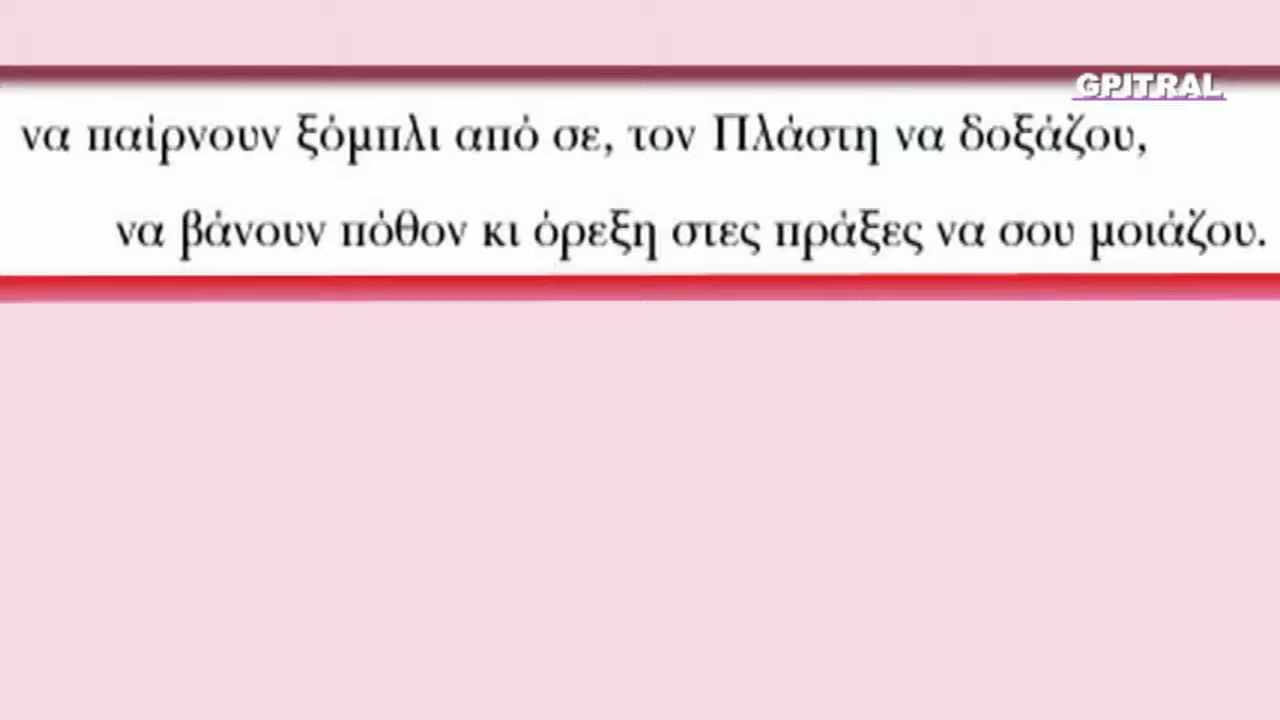 GPJTRAL
να παίρνουν ξόμπλι από σε, τον Πλάστη να δοξάζου,
να βάνουν πόθον κι όρεξη στες πράξες να σου μοιάζου.